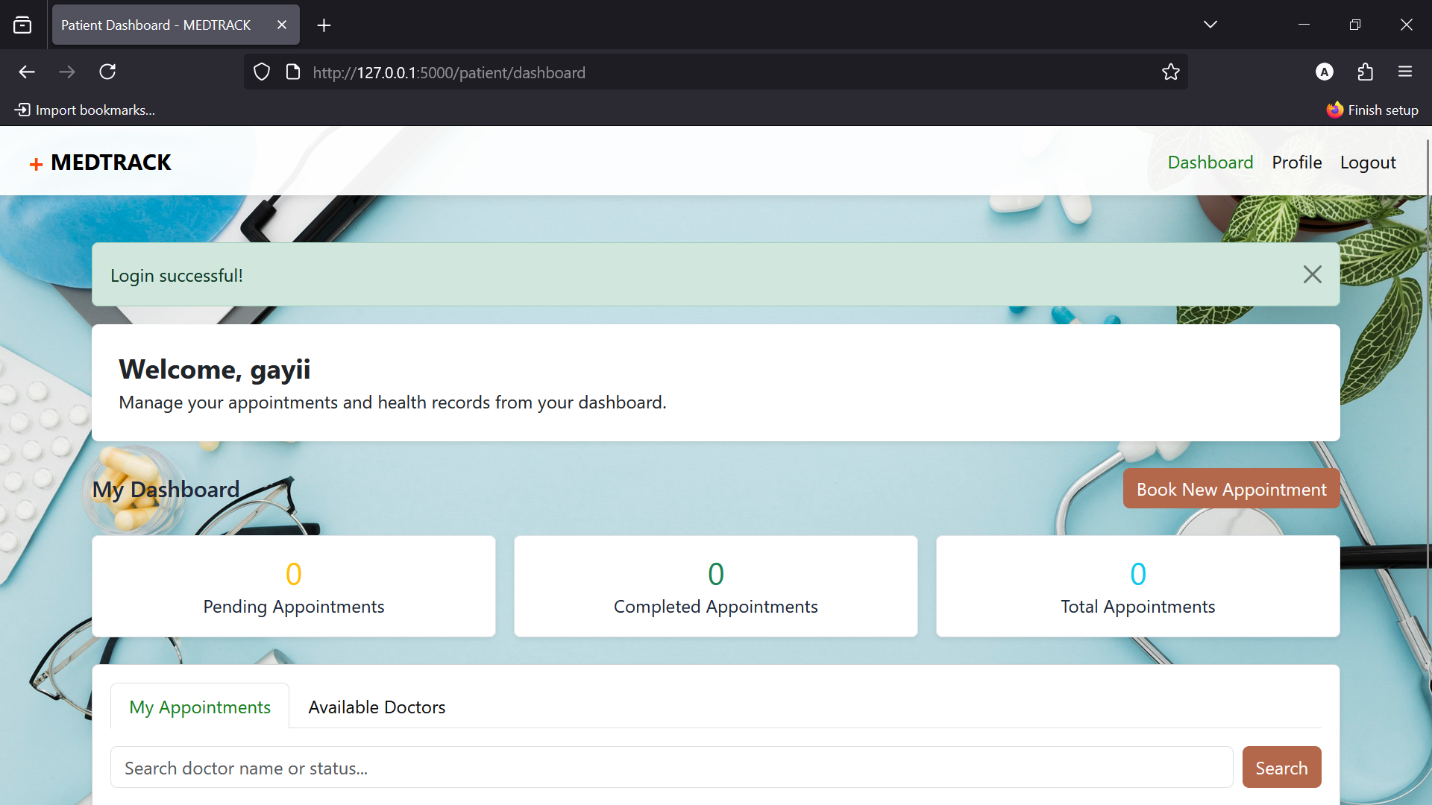 Patient Dashboard - MEDTRACK
http://127.0.0.1:5000/patient/dashboard
A
Import bookmarks...
Finish setup
+ MEDTRACK
Dashboard Profile Logout
Login successful!
Welcome, gayii
Manage your appointments and health records from your dashboard.
My Dashboard
Book New Appointment
0 0 0
Pending Appointments Completed Appointments Total Appointments
My Appointments Available Doctors
Search doctor name or status...
Search